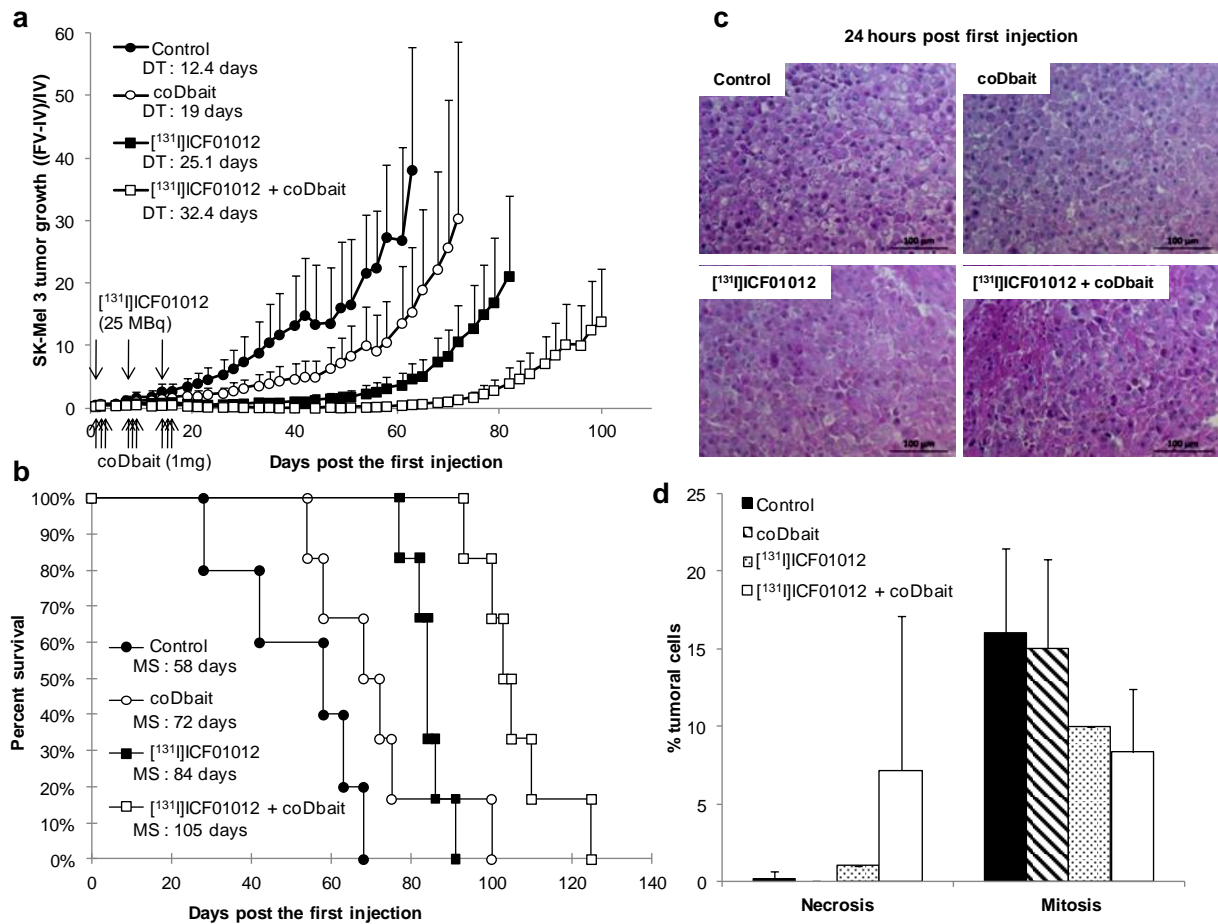 a
60
50
40
30
20
10
0
SK-Mel 3 tumor growth ((FV-IV)/IV)
Control
DT : 12.4 days
coDbait
DT : 19 days
[¹³¹I]ICF01012
DT : 25.1 days
[¹³¹I]ICF01012 + coDbait
DT : 32.4 days
[¹³¹I]ICF01012
(25 MBq)
0 20 40 60 80 100
coDbait (1mg)
Days post the first injection
b
100%
90%
80%
70%
60%
50%
40%
30%
20%
10%
0%
Percent survival
Control
MS : 58 days
coDbait
MS : 72 days
[¹³¹I]ICF01012
MS : 84 days
[¹³¹I]ICF01012 + coDbait
MS : 105 days
0 20 40 60 80 100 120 140
Days post the first injection
c
24 hours post first injection
Control
100 µm
coDbait
100 µm
[¹³¹I]ICF01012
100 µm
[¹³¹I]ICF01012 + coDbait
100 µm
d
25
20
15
10
5
0
% tumoral cells
Control
coDbait
[¹³¹I]ICF01012
[¹³¹I]ICF01012 + coDbait
Necrosis Mitosis